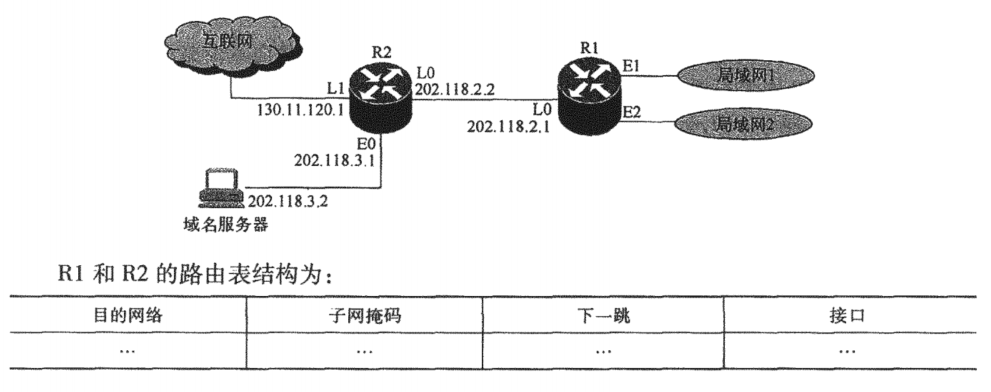 互联网
R2
R1
L0
E1
局域网1
L1
202.118.2.2
130.11.120.1
L0
E2
局域网2
202.118.2.1
E0
202.118.3.1
202.118.3.2
域名服务器
R1 和 R2 的路由表结构为：
目的网络 子网掩码 下一跳 接口
… … … …